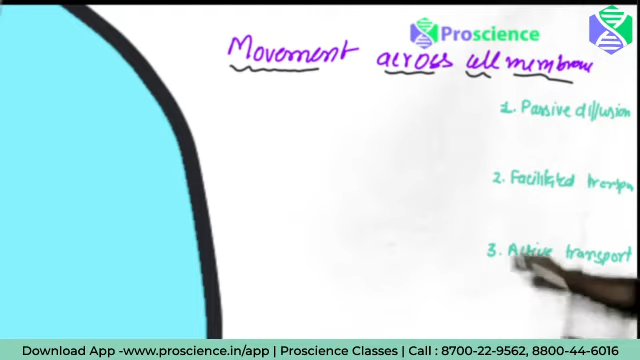 Proscience
Movement across cell membrane
1. Passive diffusion
2. Facilitated transpo
3. Active transport
Download App -www.proscience.in/app | Proscience Classes | Call : 8700-22-9562, 8800-44-6016